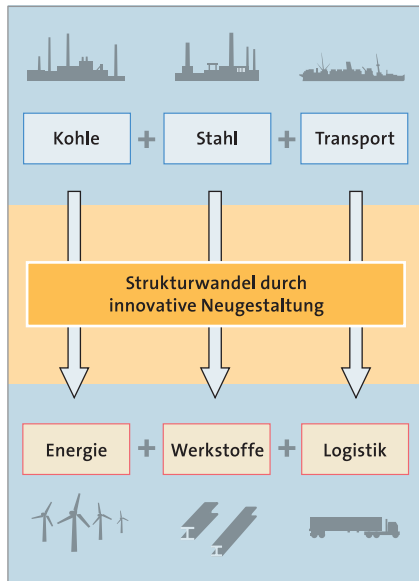 Kohle + Stahl + Transport
Strukturwandel durch
innovative Neugestaltung
Energie + Werkstoffe + Logistik